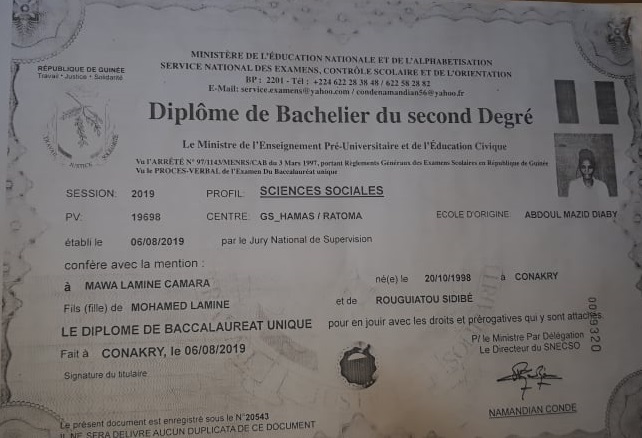 MINISTÈRE DE L'ÉDUCATION NATIONALE ET DE L'ALPHABETISATION
RÉPUBLIQUE DE GUINÉE
Travail - Justice - Solidarité
SERVICE NATIONAL DES EXAMENS, CONTRÔLE SCOLAIRE ET DE L'ORIENTATION
BP : 2201 - Tél : +224 622 28 38 48 / 622 58 28 82
E-Mail: service.examens@yahoo.com / condenamandian56@yahoo.fr
Diplôme de Bachelier du second Degré
Le Ministre de l'Enseignement Pré-Universitaire et de l'Éducation Civique
Vu l'ARRÊTÉ N° 97/1143/MENRS/CAB du 3 Mars 1997, portant Règlements Généraux des Examens Scolaires en République de Guinée
Vu le PROCES-VERBAL de l'Examen Du Baccalauréat unique
SESSION: 2019 PROFIL: SCIENCES SOCIALES
PV: 19698 CENTRE: GS_HAMAS / RATOMA ECOLE D'ORIGINE: ABDOUL MAZID DIABY
établi le 06/08/2019 par le Jury National de Supervision
confère avec la mention :
à MAWA LAMINE CAMARA né(e) le 20/10/1998 à CONAKRY
Fils (fille) de MOHAMED LAMINE et de ROUGUIATOU SIDIBÉ
LE DIPLOME DE BACCALAUREAT UNIQUE pour en jouir avec les droits et prérogatives qui y sont attachés.
Fait à CONAKRY, le 06/08/2019
P/ le Ministre Par Délégation
Le Directeur du SNECSO
Signature du titulaire
009320
NAMANDIAN CONDE
Le présent document est enregistré sous le N°20543
IL NE SERA DELIVRE AUCUN DUPLICATA DE CE DOCUMENT